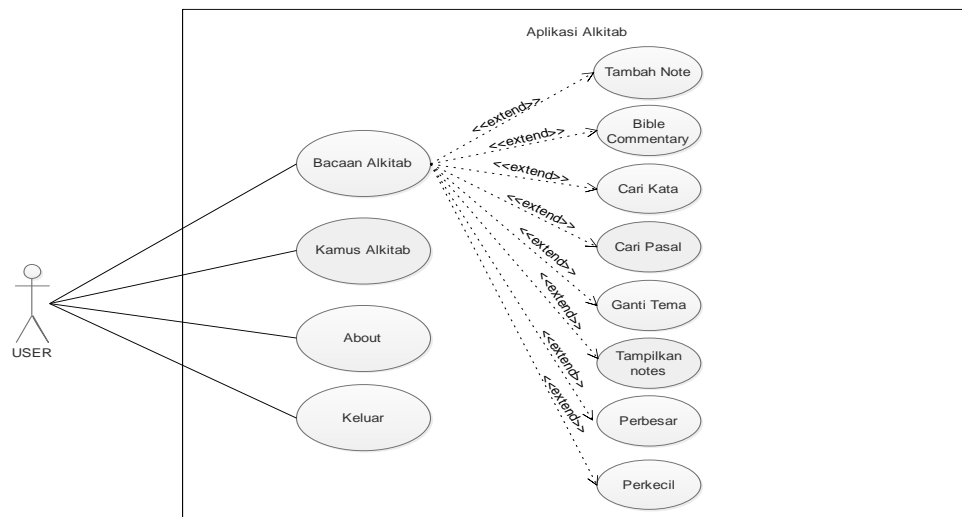 Aplikasi Alkitab
Tambah Note
<<extend>>
Bible
Commentary
<<extend>>
Bacaan Alkitab
Cari Kata
<<extend>>
Cari Pasal
<<extend>>
Kamus Alkitab
Ganti Tema
<<extend>>
Tampilkan
notes
<<extend>>
USER
About
Perbesar
<<extend>>
Keluar
Perkecil
<<extend>>